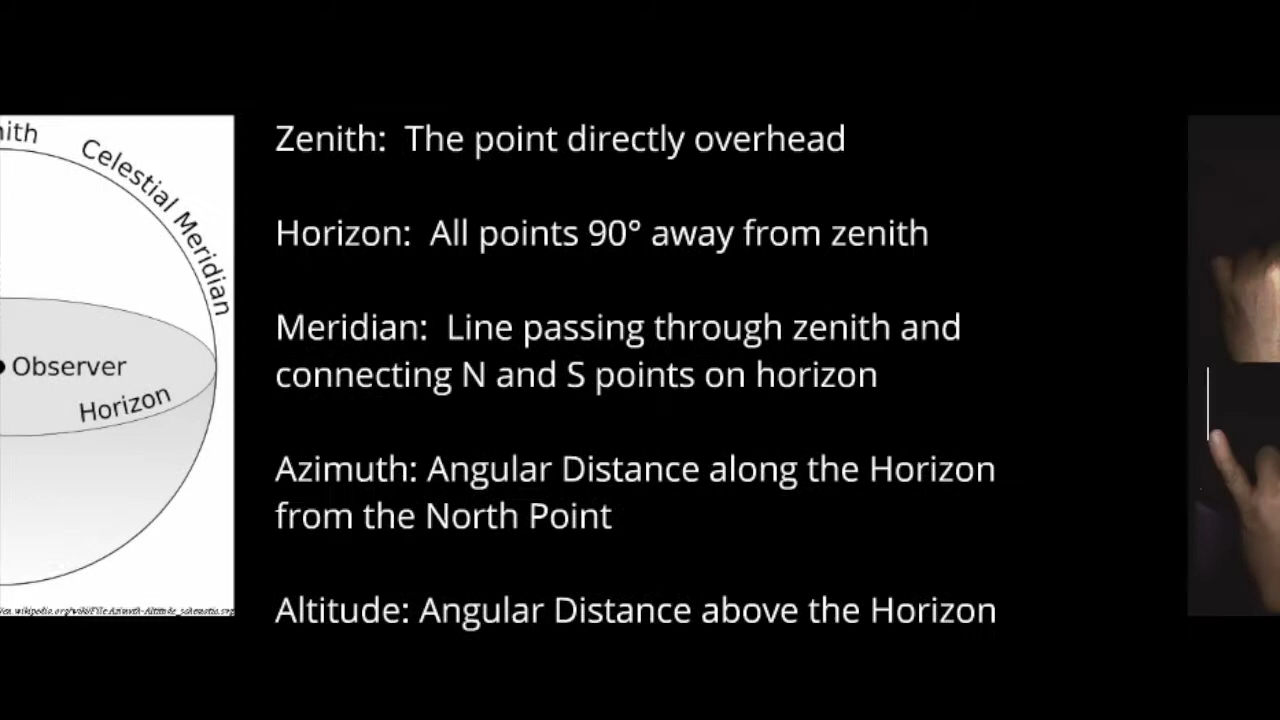 Celestial Meridian
Observer
Horizon
Zenith: The point directly overhead
Horizon: All points 90° away from zenith
Meridian: Line passing through zenith and
connecting N and S points on horizon
Azimuth: Angular Distance along the Horizon
from the North Point
Altitude: Angular Distance above the Horizon